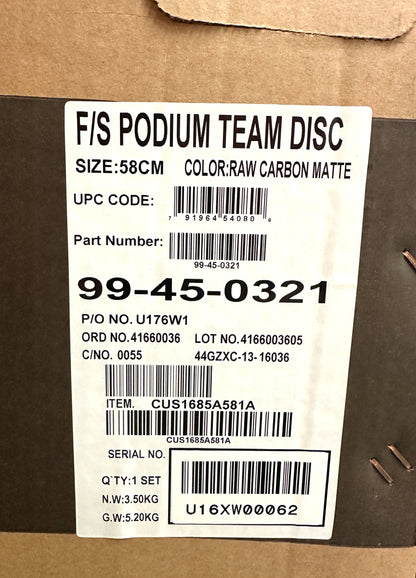 F/S PODIUM TEAM DISC
SIZE:58CM COLOR:RAW CARBON MATTE
UPC CODE:
7 91964 54080 9
Part Number:
99-45-0321
99-45-0321
P/O NO. U176W1
ORD NO.41660036 LOT NO.4166003605
C/NO. 0055 44GZXC-13-16036
ITEM. CUS1685A581A
CUS1685A581A
SERIAL NO.
Q`TY:1 SET
N.W:3.50KG
G.W:5.20KG
U16XW00062